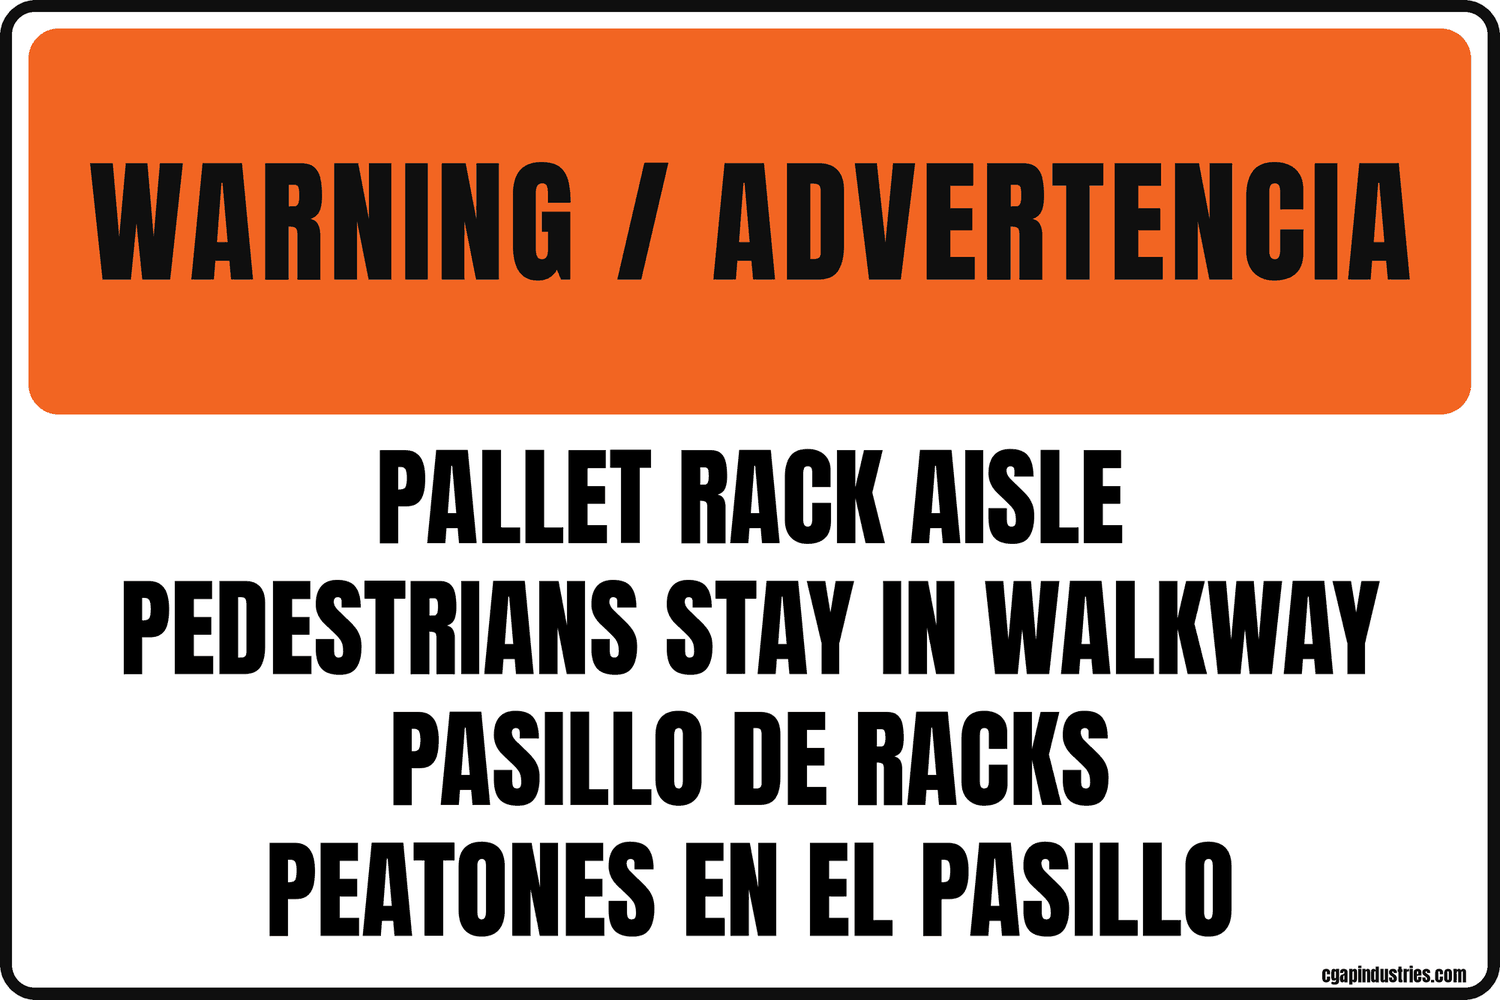 WARNING / ADVERTENCIA
PALLET RACK AISLE
PEDESTRIANS STAY IN WALKWAY
PASILLO DE RACKS
PEATONES EN EL PASILLO
cgapindustries.com